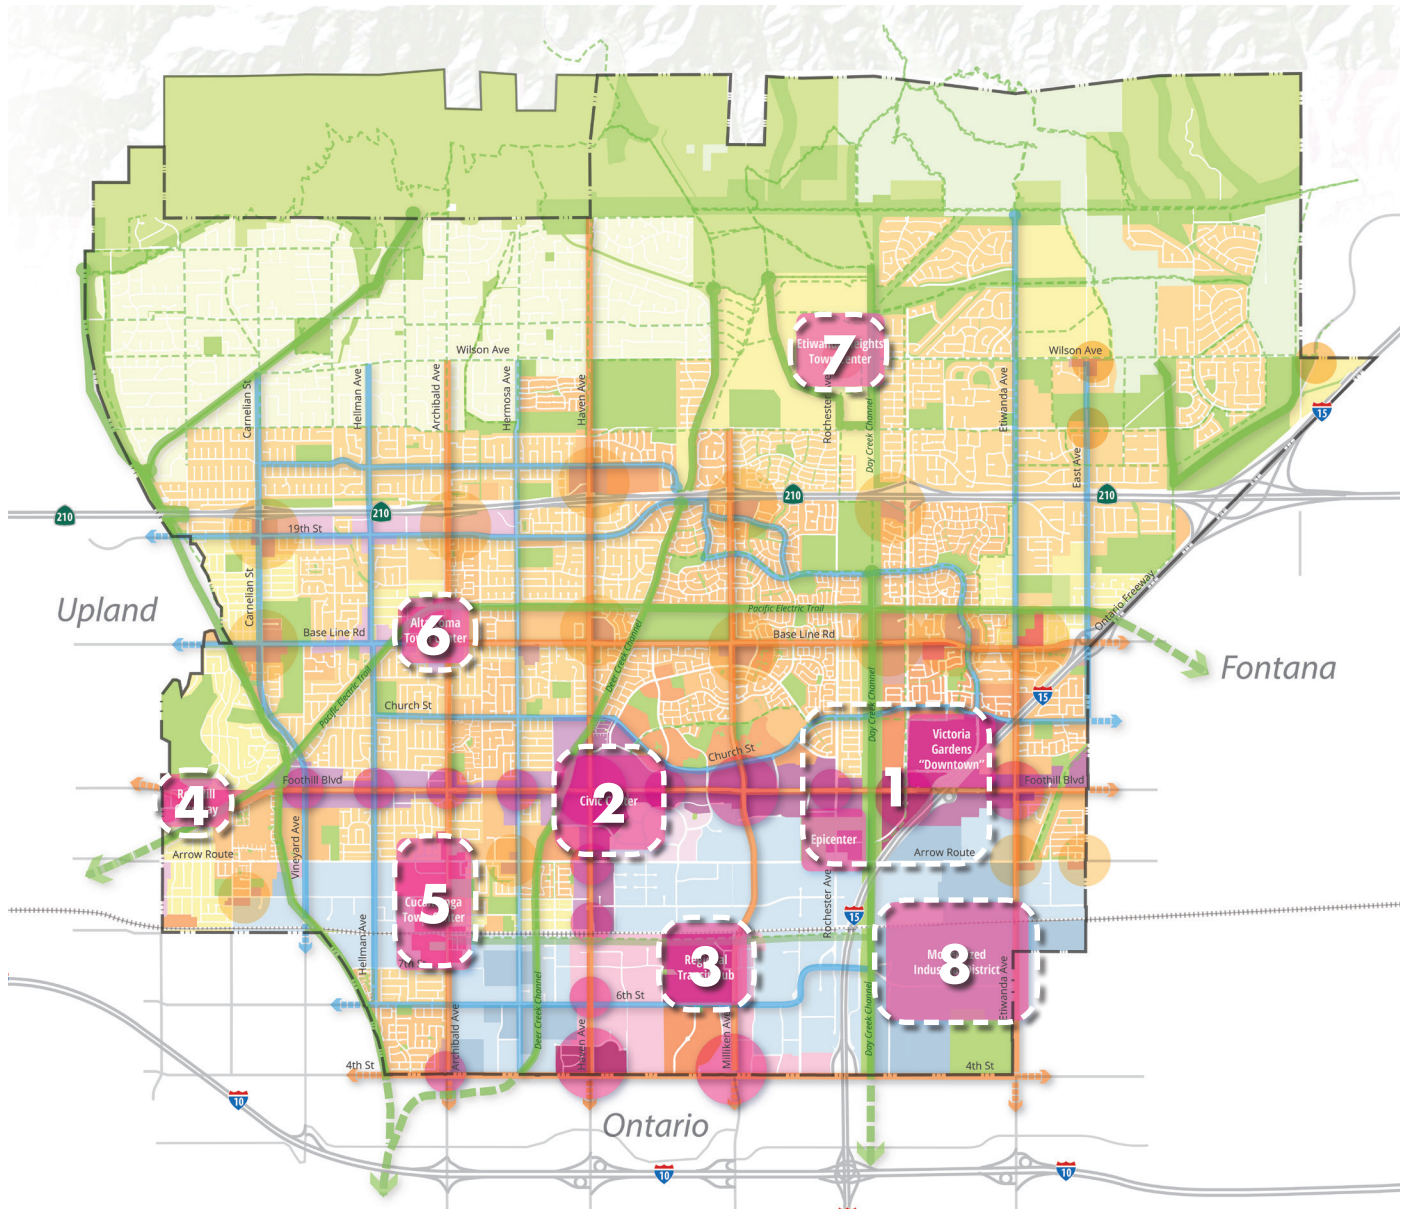 Wilson Ave
Wilson Ave
Carnelian St
Hellman Ave
Archibald Ave
Hermosa Ave
Haven Ave
7
Rochester Ave
Day Creek Channel
Etiwanda Ave
East Ave
15
210
210
210
210
19th St
Carnelian St
Upland
Base Line Rd
6
Pacific Electric Trail
Base Line Rd
Ontario Freeway
Fontana
Pacific Electric Trail
Deer Creek Channel
Day Creek Channel
15
Church St
Church St
Victoria
Gardens
"Downtown"
1
Foothill Blvd
Foothill Blvd
2
4
Epicenter
Arrow Route
Arrow Route
Vineyard Ave
5
Rochester Ave
15
Hellman Ave
3
8
Etiwanda Ave
6th St
Archibald Ave
Deer Creek Channel
Haven Ave
Milliken Ave
Day Creek Channel
4th St
4th St
10
Ontario
10
10